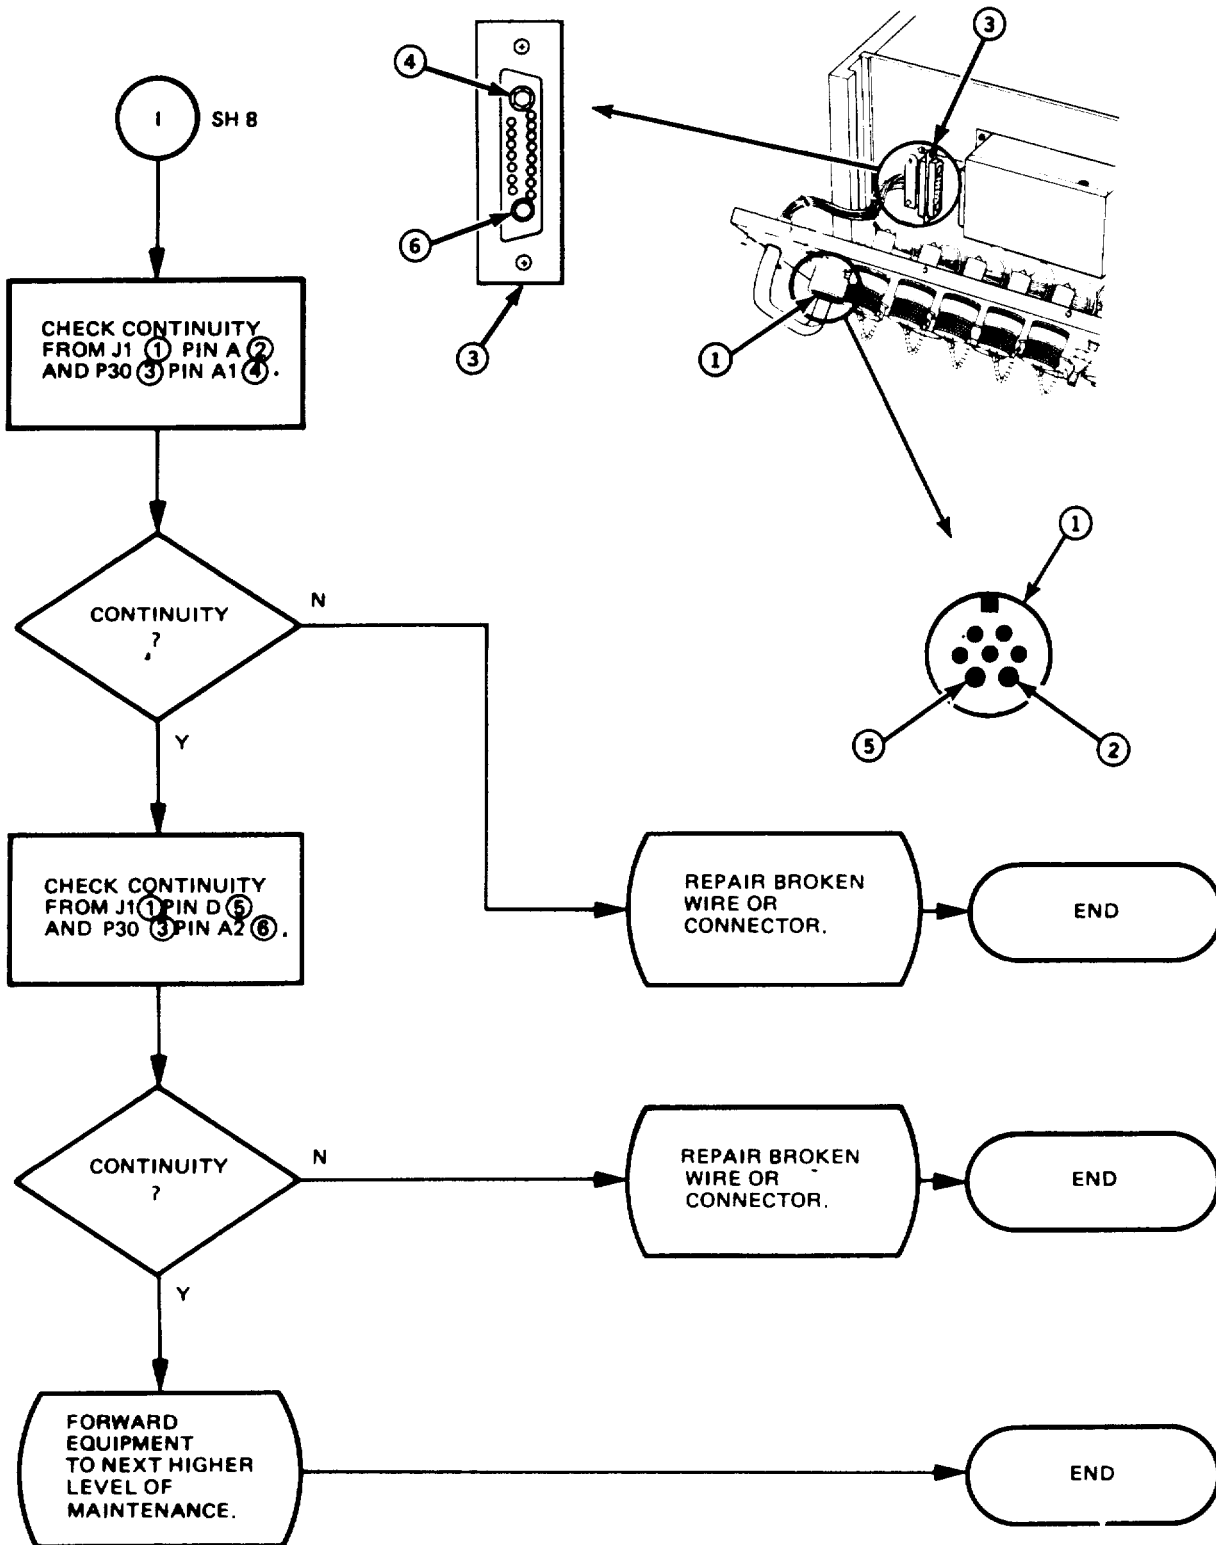 I SH 8
4
3
6
3
3
1
CHECK CONTINUITY
FROM J1 1 PIN A 2
AND P30 3 PIN A1 4.
CONTINUITY
?
N
Y
1
5
2
CHECK CONTINUITY
FROM J1 1 PIN D 5
AND P30 3 PIN A2 6.
REPAIR BROKEN
WIRE OR
CONNECTOR.
END
CONTINUITY
?
N
Y
REPAIR BROKEN
WIRE OR
CONNECTOR.
END
FORWARD
EQUIPMENT
TO NEXT HIGHER
LEVEL OF
MAINTENANCE.
END